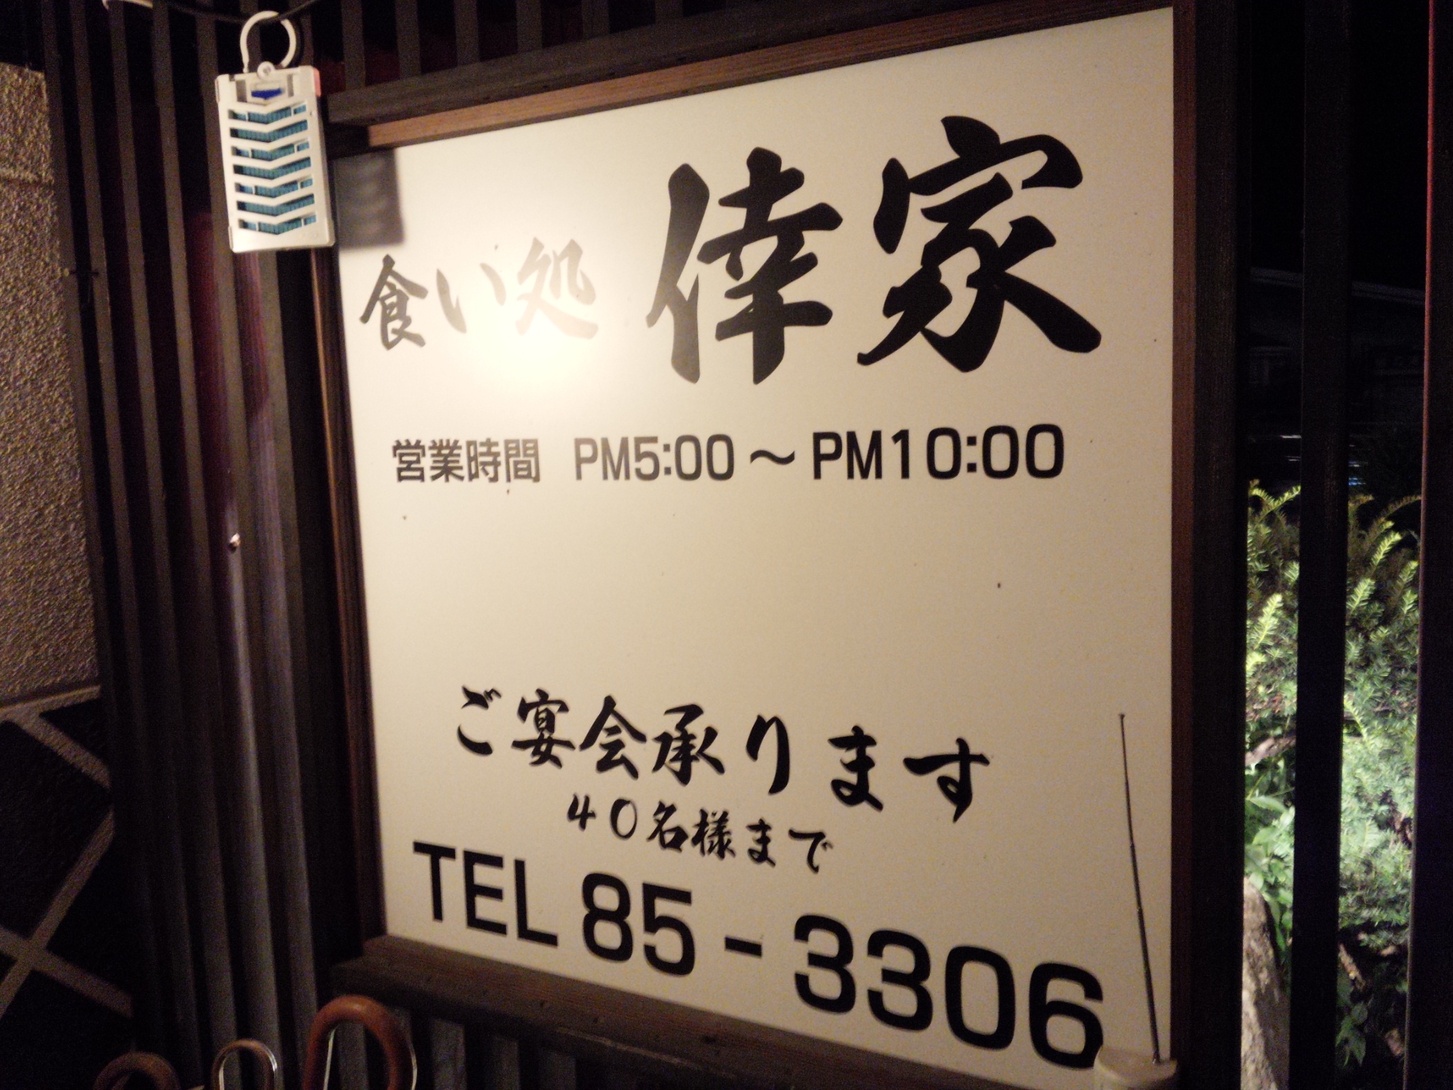 食い処 倖家
営業時間 PM5:00～PM10:00
ご宴会承ります
40名様まで
TEL 85-3306